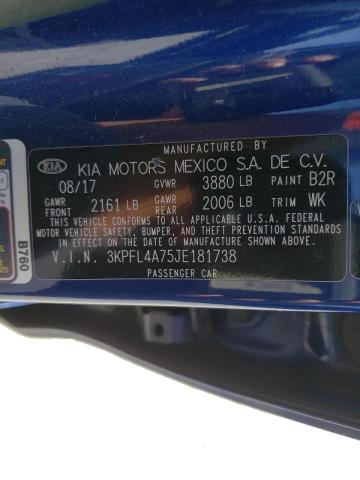 MANUFACTURED BY
KIA KIA MOTORS MEXICO S.A. DE C.V.
08/17 GVWR 3880 LB PAINT B2R
GAWR FRONT 2161 LB GAWR REAR 2006 LB TRIM WK
THIS VEHICLE CONFORMS TO ALL APPLICABLE U.S.A. FEDERAL
MOTOR VEHICLE SAFETY, BUMPER, AND THEFT PREVENTION STANDARDS
IN EFFECT ON THE DATE OF MANUFACTURE SHOWN ABOVE.
V.I.N. 3KPFL4A75JE181738
PASSENGER CAR
B760